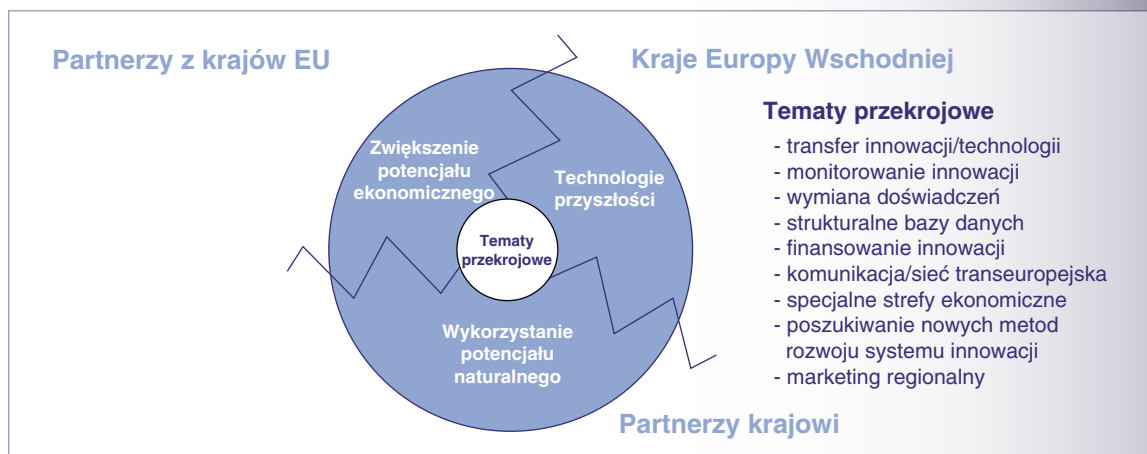 Partnerzy z krajów EU
Kraje Europy Wschodniej
Zwiększenie
potencjału
ekonomicznego
Technologie
przyszłości
Tematy
przekrojowe
Wykorzystanie
potencjału
naturalnego
Partnerzy krajowi
Tematy przekrojowe
- transfer innowacji/technologii
- monitorowanie innowacji
- wymiana doświadczeń
- strukturalne bazy danych
- finansowanie innowacji
- komunikacja/sieć transeuropejska
- specjalne strefy ekonomiczne
- poszukiwanie nowych metod
rozwoju systemu innowacji
- marketing regionalny